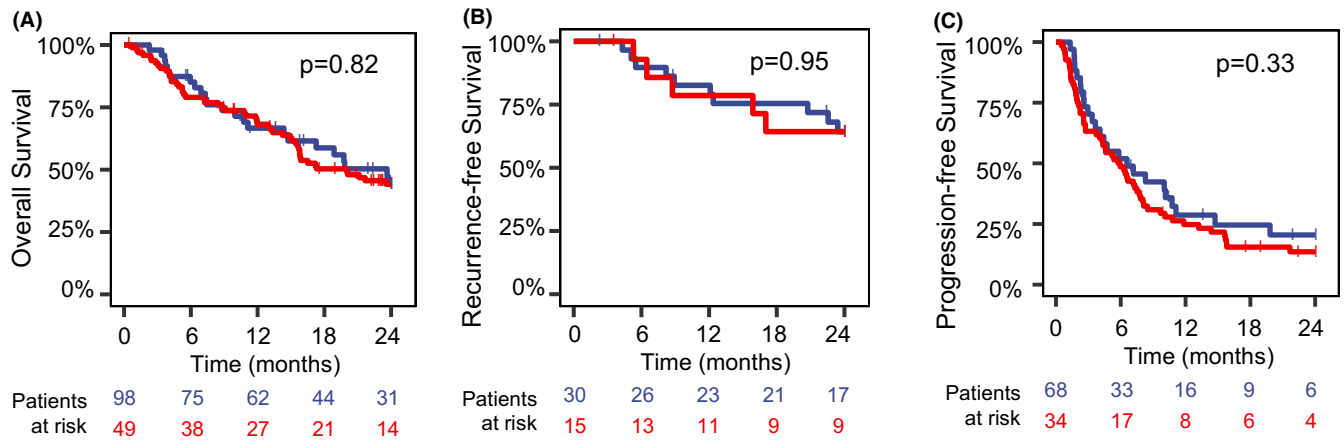 (A)
Overall Survival
100%
75%
50%
25%
0%
p=0.82
0 6 12 18 24
Time (months)
Patients at risk
98 75 62 44 31
49 38 27 21 14
(B)
Recurrence-free Survival
100%
75%
50%
25%
0%
p=0.95
0 6 12 18 24
Time (months)
Patients at risk
30 26 23 21 17
15 13 11 9 9
(C)
Progression-free Survival
100%
75%
50%
25%
0%
p=0.33
0 6 12 18 24
Time (months)
Patients at risk
68 33 16 9 6
34 17 8 6 4